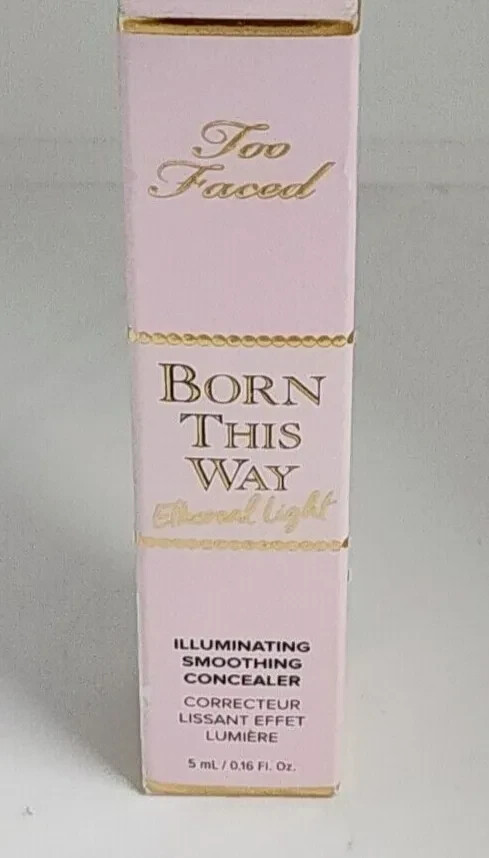 Too
Faced
BORN
THIS
WAY
Ethereal Light
ILLUMINATING
SMOOTHING
CONCEALER
CORRECTEUR
LISSANT EFFET
LUMIÈRE
5 mL / 0.16 Fl. Oz.